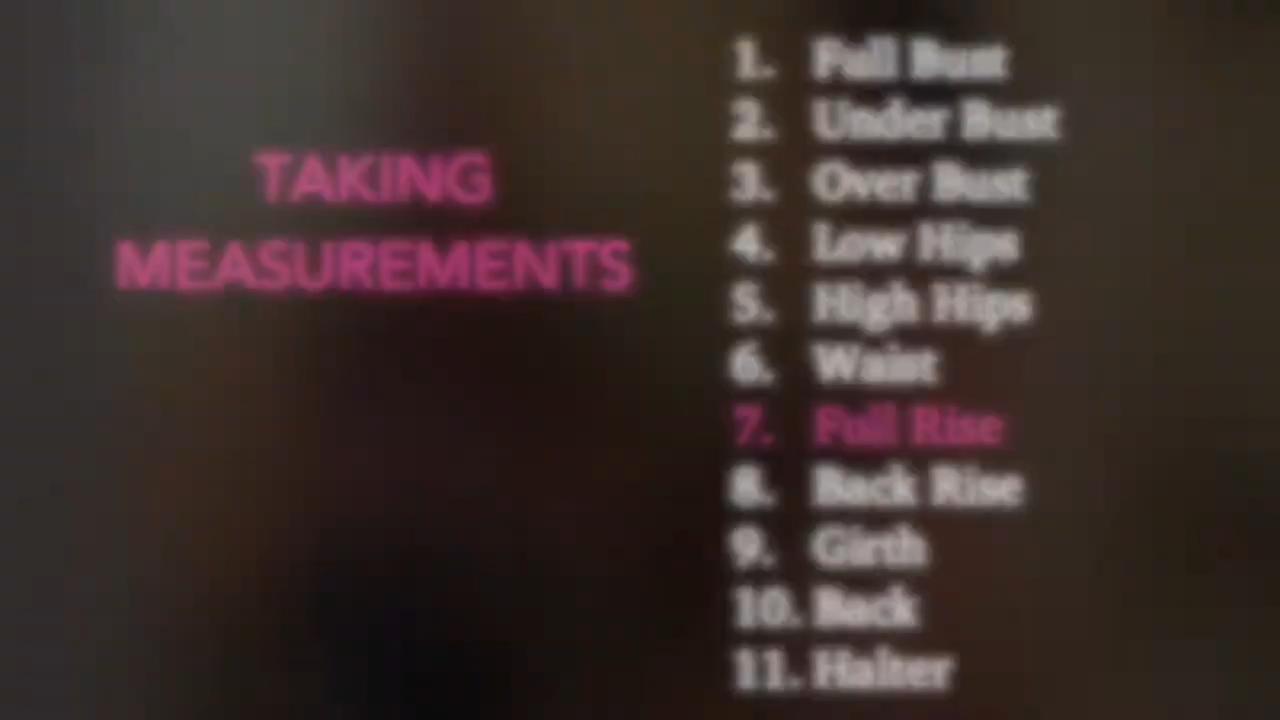 TAKING
MEASUREMENTS
1. Full Bust
2. Under Bust
3. Over Bust
4. Low Hips
5. High Hips
6. Waist
7. Full Rise
8. Back Rise
9. Girth
10. Back
11. Halter